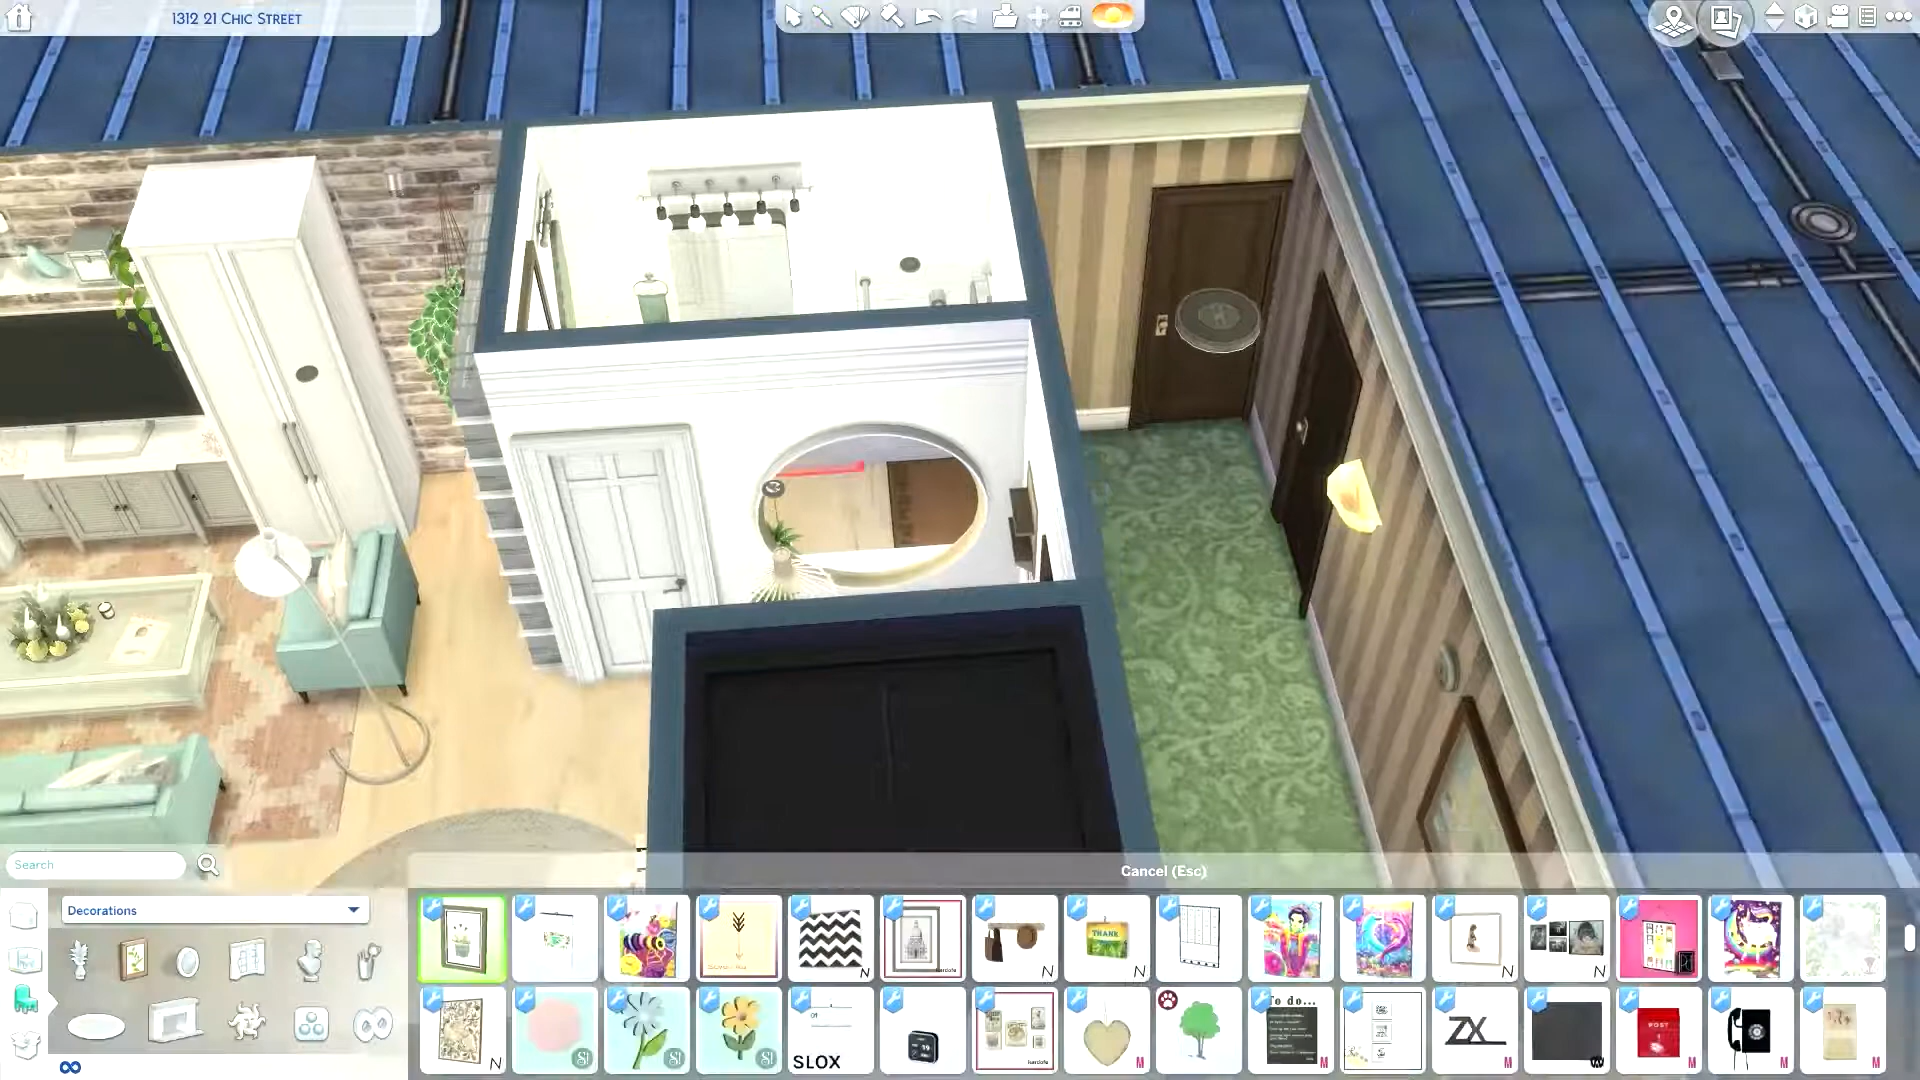 1312 21 CHIC STREET
Search
Cancel (Esc)
Decorations
THANK
SLOX
To do...
ZX
POST